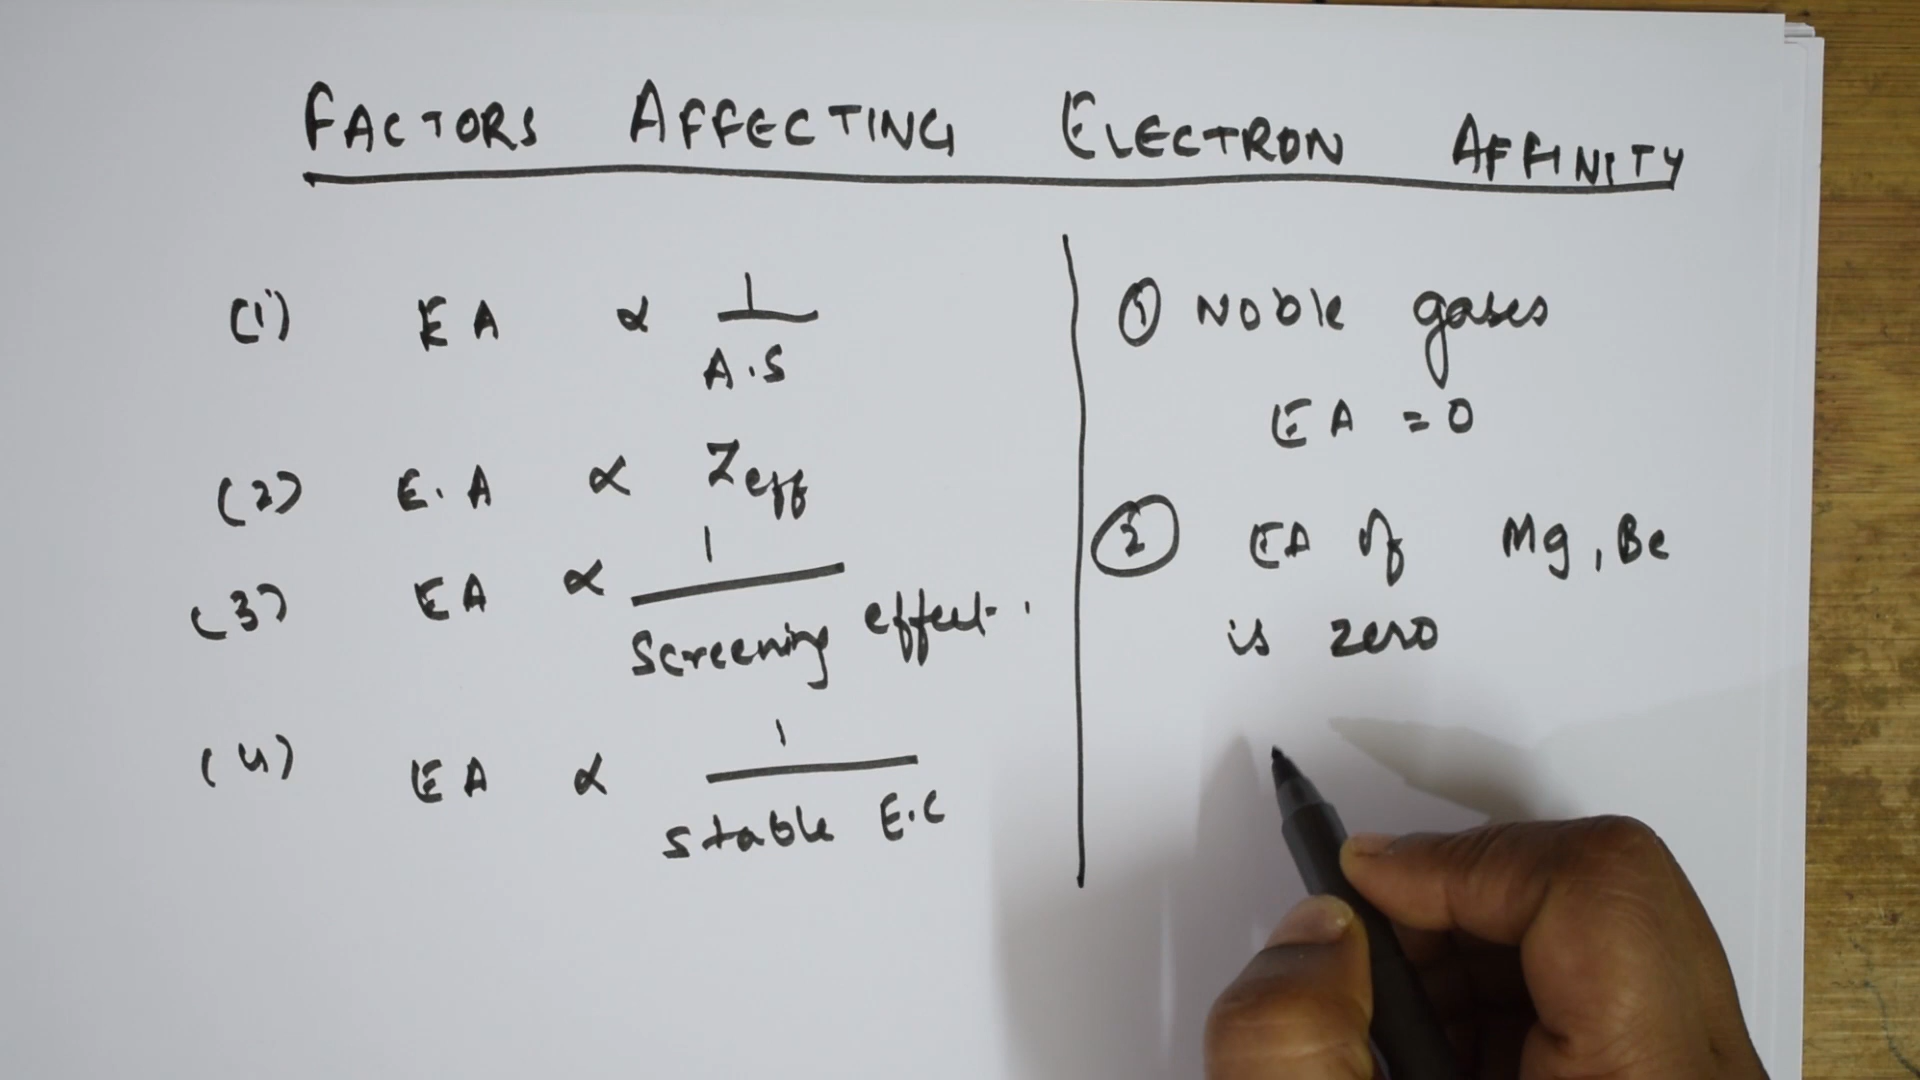 FACTORS AFFECTING ELECTRON AFFINITY
(1) EA ∝ 1
A.S
(2) E.A ∝ Zeff
(3) EA ∝ 1
Screening effect.
(4) EA ∝ 1
stable E.C
① Noble gases
EA = 0
② EA of Mg, Be
is zero